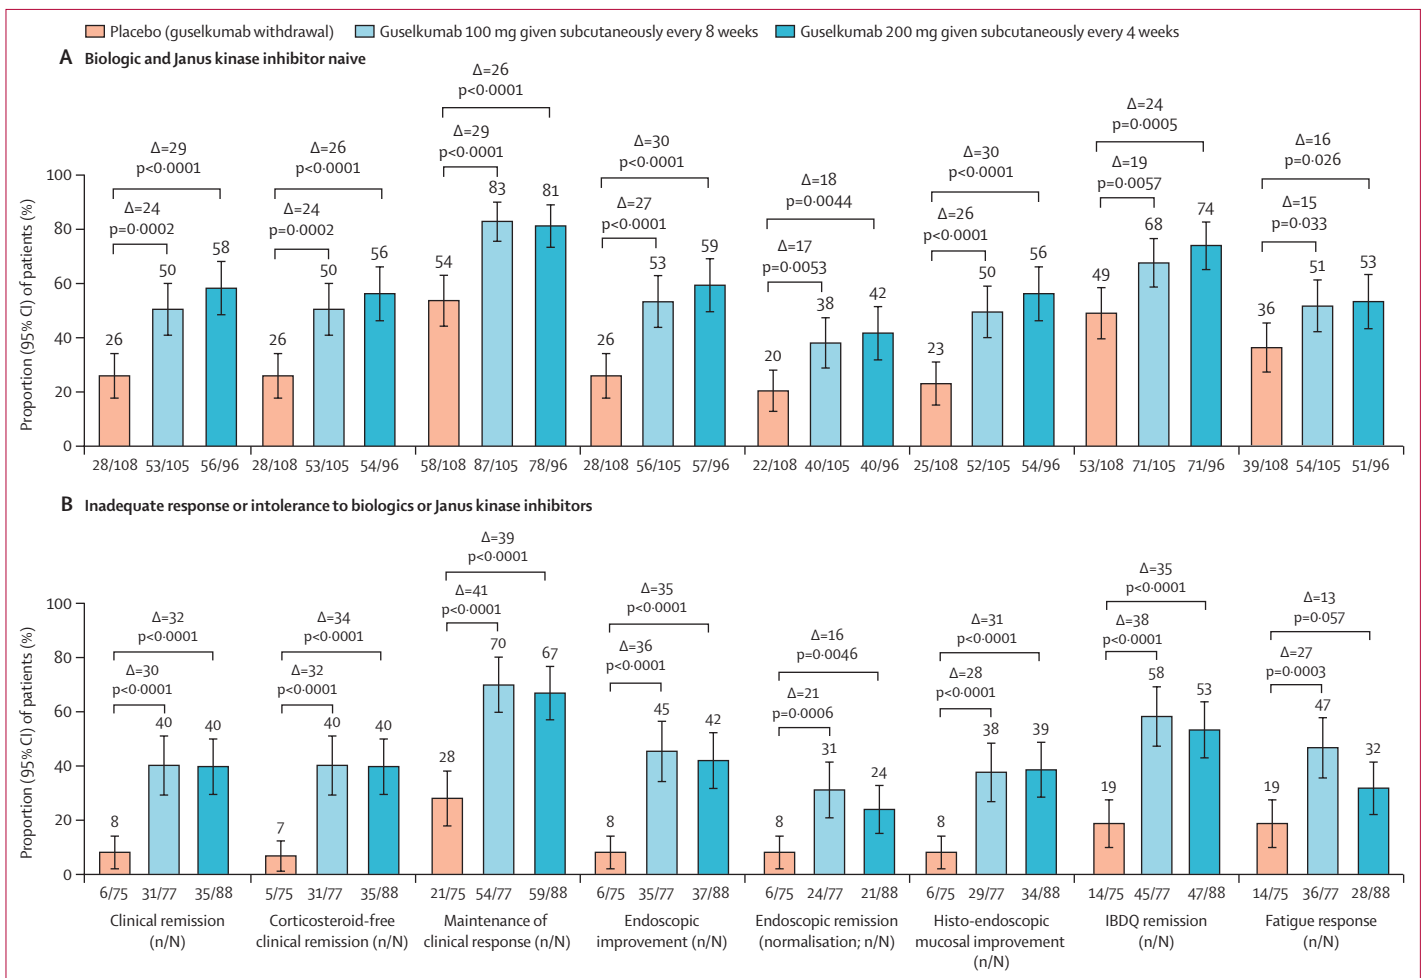 Placebo (guselkumab withdrawal) Guselkumab 100 mg given subcutaneously every 8 weeks Guselkumab 200 mg given subcutaneously every 4 weeks
A Biologic and Janus kinase inhibitor naive
Proportion (95% CI) of patients (%)
100
80
60
40
20
0
Δ=29
p<0·0001
Δ=24
p=0·0002
26
50
58
28/108 53/105 56/96
Δ=26
p<0·0001
Δ=24
p=0·0002
26
50
56
28/108 53/105 54/96
Δ=26
p<0·0001
Δ=29
p<0·0001
54
83
81
58/108 87/105 78/96
Δ=30
p<0·0001
Δ=27
p<0·0001
26
53
59
28/108 56/105 57/96
Δ=18
p=0·0044
Δ=17
p=0·0053
20
38
42
22/108 40/105 40/96
Δ=30
p<0·0001
Δ=26
p<0·0001
23
50
56
25/108 52/105 54/96
Δ=24
p=0·0005
Δ=19
p=0·0057
49
68
74
53/108 71/105 71/96
Δ=16
p=0·026
Δ=15
p=0·033
36
51
53
39/108 54/105 51/96
B Inadequate response or intolerance to biologics or Janus kinase inhibitors
Proportion (95% CI) of patients (%)
100
80
60
40
20
0
Δ=32
p<0·0001
Δ=30
p<0·0001
8
40
40
6/75 31/77 35/88
Clinical remission
(n/N)
Δ=34
p<0·0001
Δ=32
p<0·0001
7
40
40
5/75 31/77 35/88
Corticosteroid-free
clinical remission (n/N)
Δ=39
p<0·0001
Δ=41
p<0·0001
28
70
67
21/75 54/77 59/88
Maintenance of
clinical response (n/N)
Δ=35
p<0·0001
Δ=36
p<0·0001
8
45
42
6/75 35/77 37/88
Endoscopic
improvement (n/N)
Δ=16
p=0·0046
Δ=21
p=0·0006
8
31
24
6/75 24/77 21/88
Endoscopic remission
(normalisation; n/N)
Δ=31
p<0·0001
Δ=28
p<0·0001
8
38
39
6/75 29/77 34/88
Histo-endoscopic
mucosal improvement
(n/N)
Δ=35
p<0·0001
Δ=38
p<0·0001
19
58
53
14/75 45/77 47/88
IBDQ remission
(n/N)
Δ=13
p=0·057
Δ=27
p=0·0003
19
47
32
14/75 36/77 28/88
Fatigue response
(n/N)